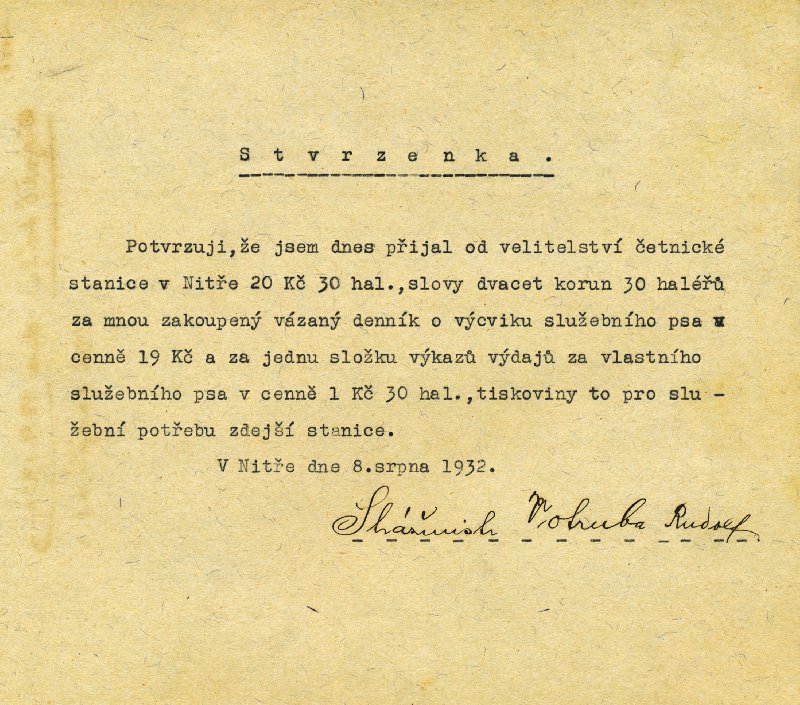 S t v r z e n k a .
Potvrzuji,že jsem dnes přijal od velitelství četnické
stanice v Nitře 20 Kč 30 hal.,slovy dvacet korun 30 haléřů
za mnou zakoupený vázaný denník o výcviku služebního psa v
cenně 19 Kč a za jednu složku výkazů výdajů za vlastního
služebního psa v cenně 1 Kč 30 hal.,tiskoviny to pro slu -
žební potřebu zdejší stanice.
V Nitře dne 8.srpna 1932.
Votruba Rudolf